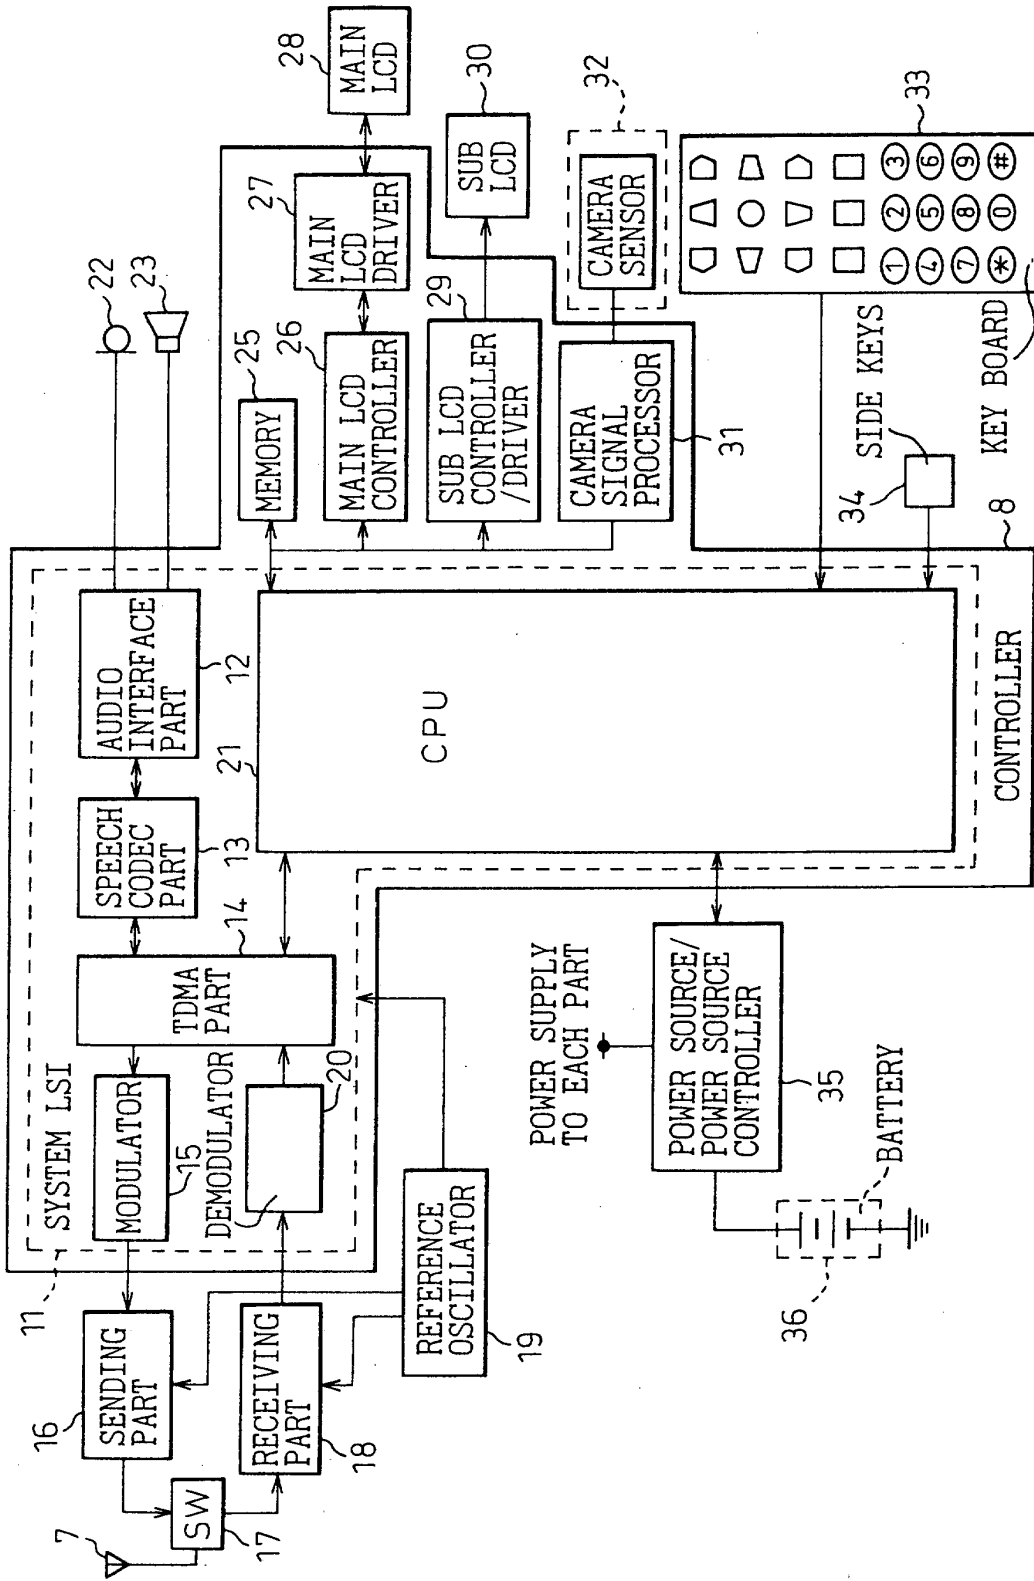 7
SW
17
16
SENDING
PART
RECEIVING
PART
18
REFERENCE
OSCILLATOR
19
11
SYSTEM LSI
MODULATOR
15
DEMODULATOR
20
TDMA
PART
14
SPEECH
CODEC
PART
13
AUDIO
INTERFACE
PART
12
22
23
21
CPU
CONTROLLER
8
MEMORY
25
MAIN LCD
CONTROLLER
26
MAIN
LCD
DRIVER
27
MAIN
LCD
28
SUB LCD
CONTROLLER
/DRIVER
29
SUB
LCD
30
CAMERA
SIGNAL
PROCESSOR
31
CAMERA
SENSOR
32
33
1 2 3
4 5 6
7 8 9
* 0 #
SIDE KEYS
34
KEY BOARD
POWER SUPPLY
TO EACH PART
POWER SOURCE/
POWER SOURCE
CONTROLLER
35
BATTERY
36